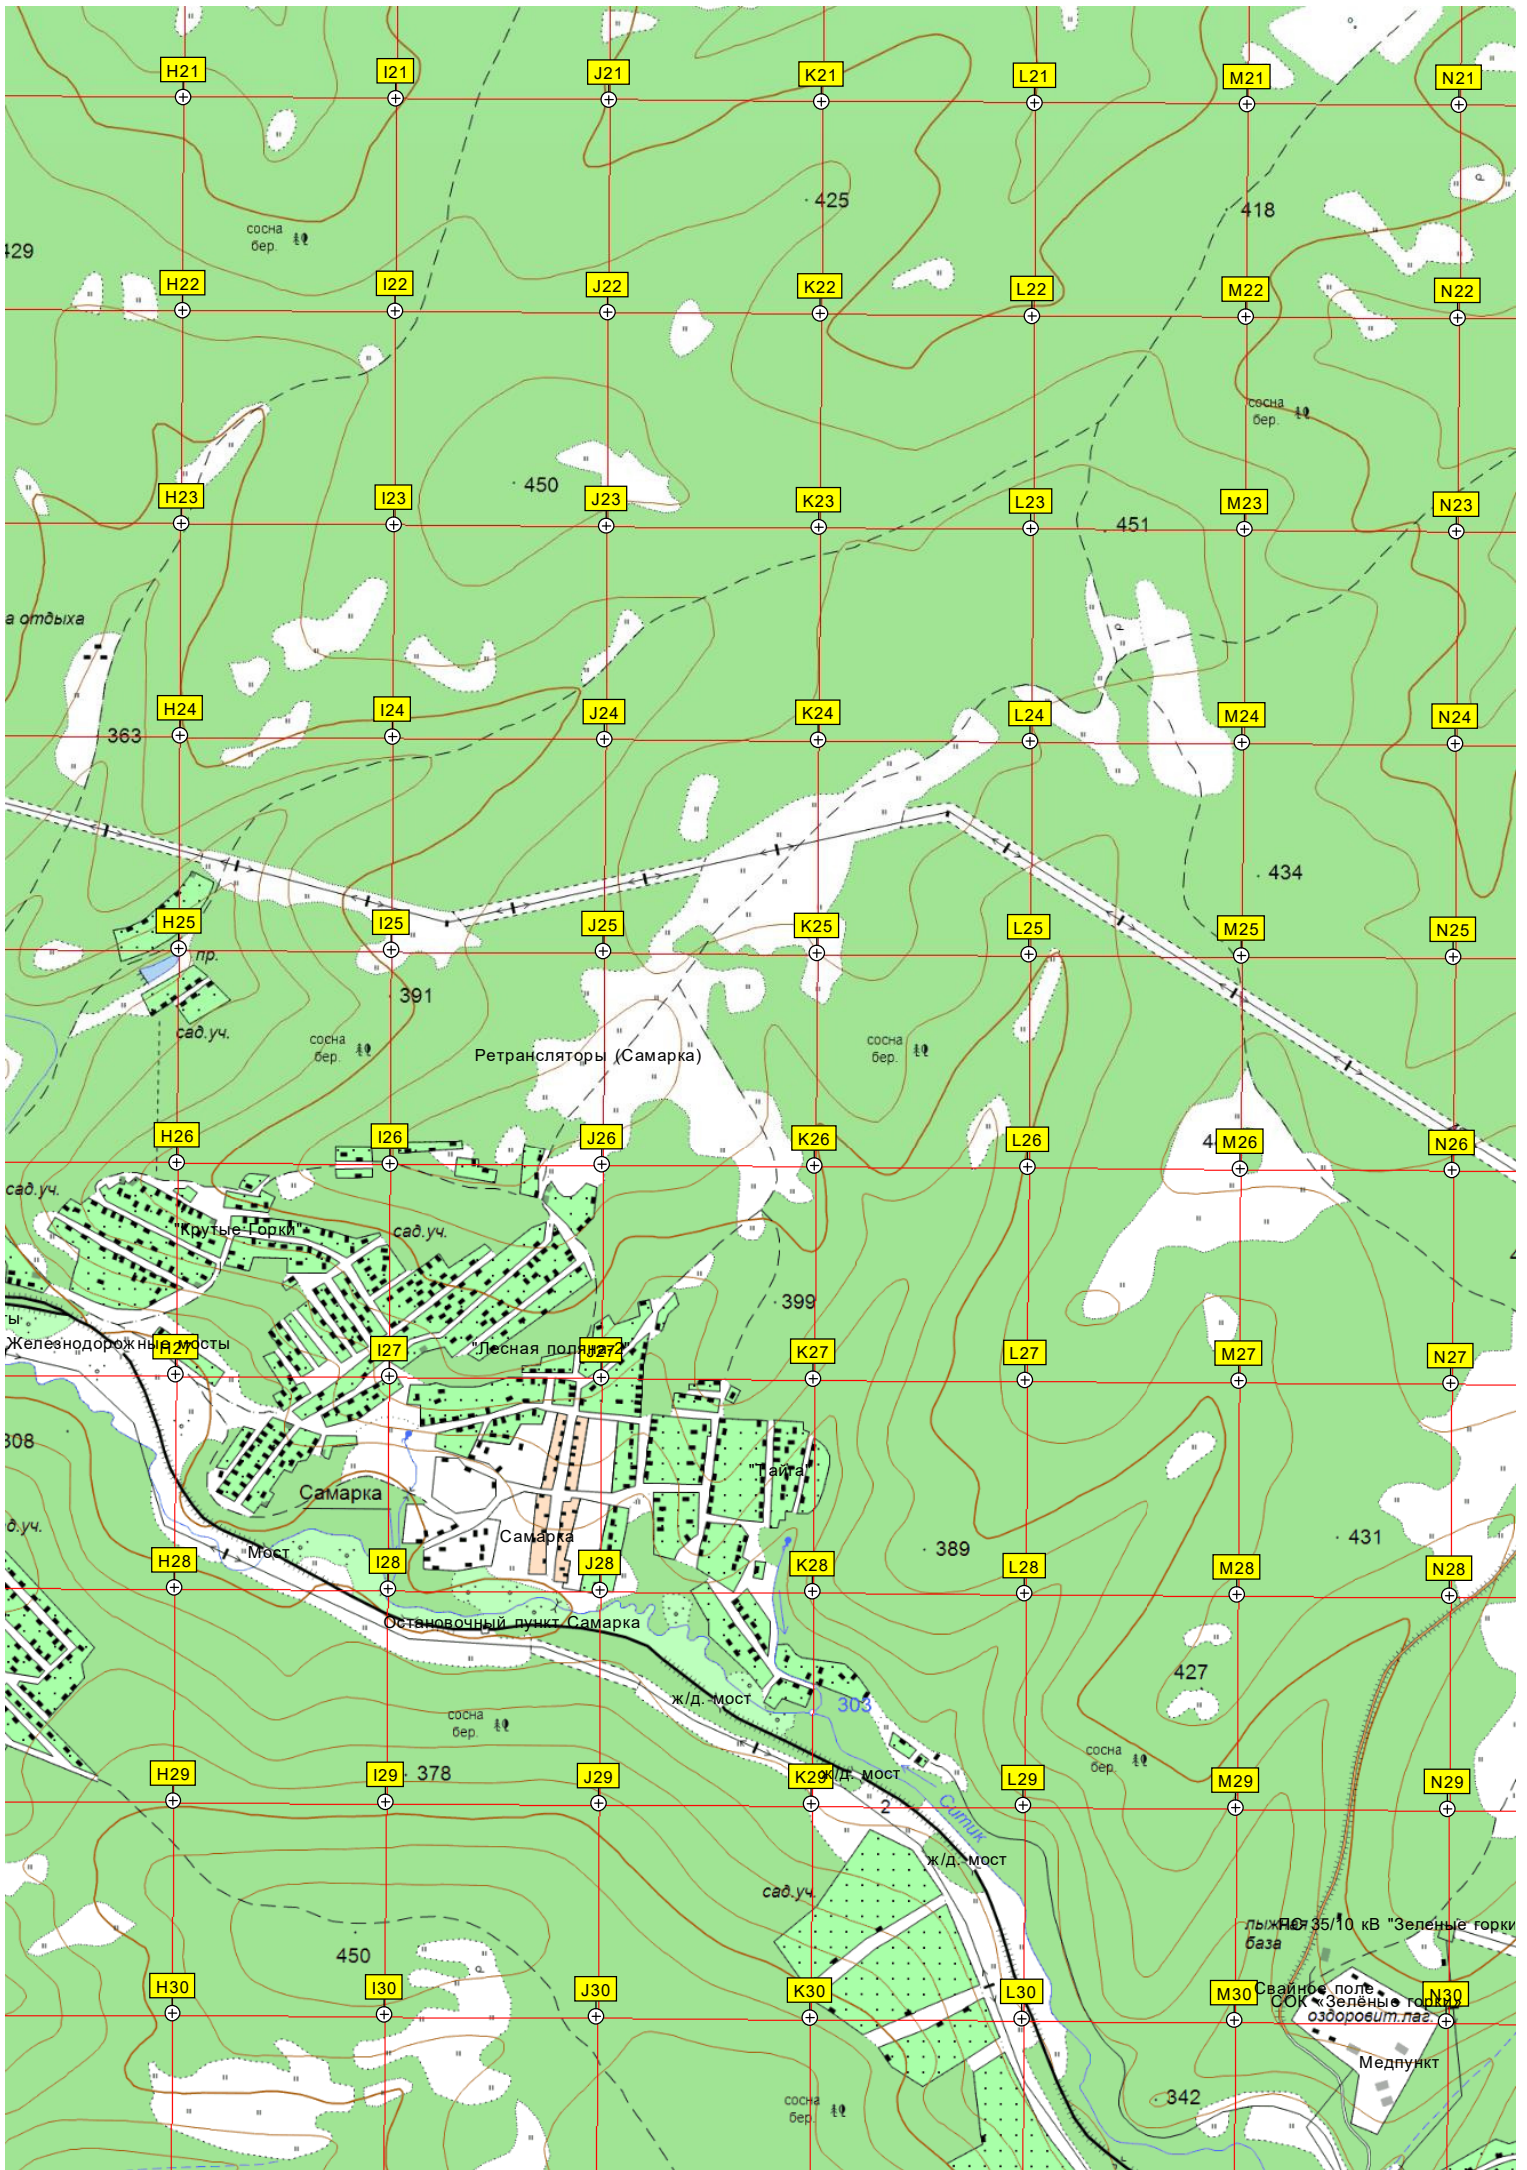 H21 I21 J21 K21 L21 M21 N21
425
418
сосна
бер.
429
H22 I22 J22 K22 L22 M22 N22
сосна
бер.
450
H23 I23 J23 K23 L23 M23 N23
451
а отдыха
H24 I24 J24 K24 L24 M24 N24
363
434
H25 I25 J25 K25 L25 M25 N25
пр.
391
сад.уч.
сосна
бер.
Ретрансляторы (Самарка)
сосна
бер.
H26 I26 J26 K26 L26 M26 N26
сад.уч.
"Крутые Горки"
сад.уч.
399
ты
Железнодорожные мосты
"Лесная поляна-2"
H27 I27 J27 K27 L27 M27 N27
308
"Тайга"
Самарка
д.уч.
Самарка
431
Мост
389
H28 I28 J28 K28 L28 M28 N28
Остановочный пункт Самарка
427
ж/д. мост
303
сосна
бер.
сосна
бер.
H29 I29 J29 K29 L29 M29 N29
378
ж/д. мост
2
Ситик
ж/д. мост
сад.уч.
лыжная
база
ПС 35/10 кВ "Зеленые горки
450
H30 I30 J30 K30 L30 M30 N30
Свайное поле
СОК «Зелёные горки»
оздоровит.лаг.
Медпункт
сосна
бер.
342